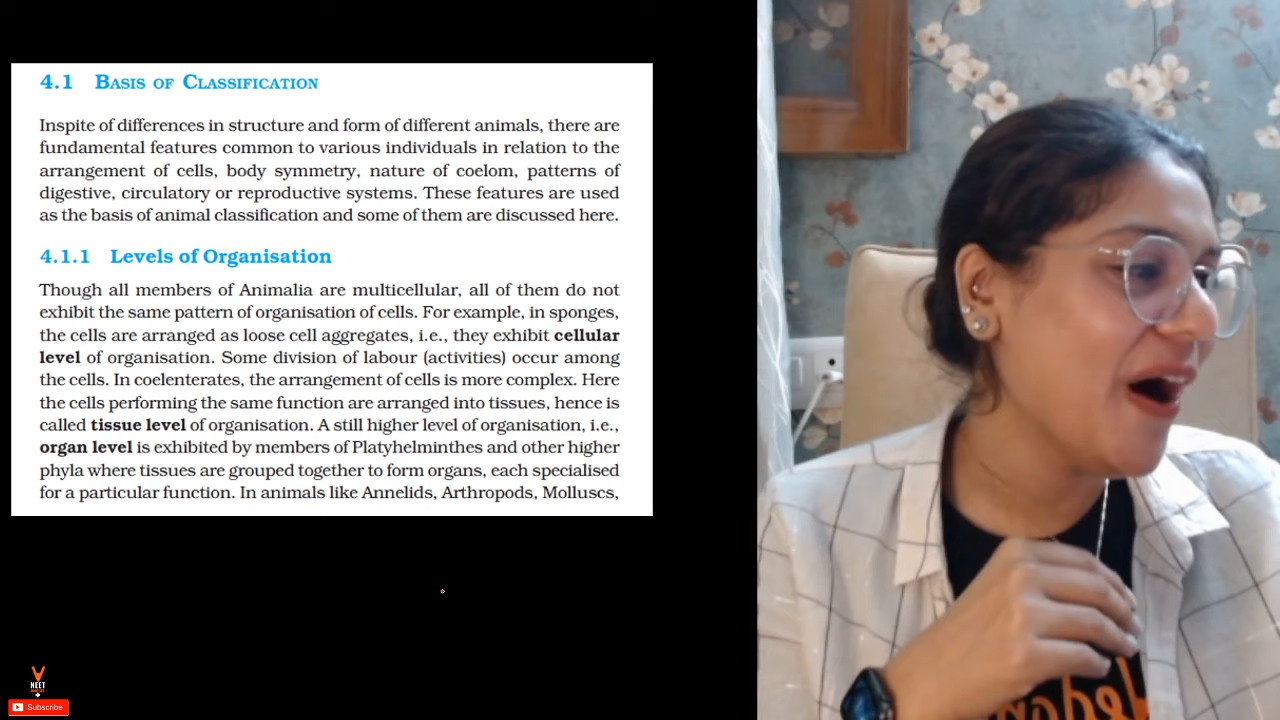 4.1 BASIS OF CLASSIFICATION
Inspite of differences in structure and form of different animals, there are
fundamental features common to various individuals in relation to the
arrangement of cells, body symmetry, nature of coelom, patterns of
digestive, circulatory or reproductive systems. These features are used
as the basis of animal classification and some of them are discussed here.
4.1.1 Levels of Organisation
Though all members of Animalia are multicellular, all of them do not
exhibit the same pattern of organisation of cells. For example, in sponges,
the cells are arranged as loose cell aggregates, i.e., they exhibit cellular
level of organisation. Some division of labour (activities) occur among
the cells. In coelenterates, the arrangement of cells is more complex. Here
the cells performing the same function are arranged into tissues, hence is
called tissue level of organisation. A still higher level of organisation, i.e.,
organ level is exhibited by members of Platyhelminthes and other higher
phyla where tissues are grouped together to form organs, each specialised
for a particular function. In animals like Annelids, Arthropods, Molluscs,
NEET
Subscribe